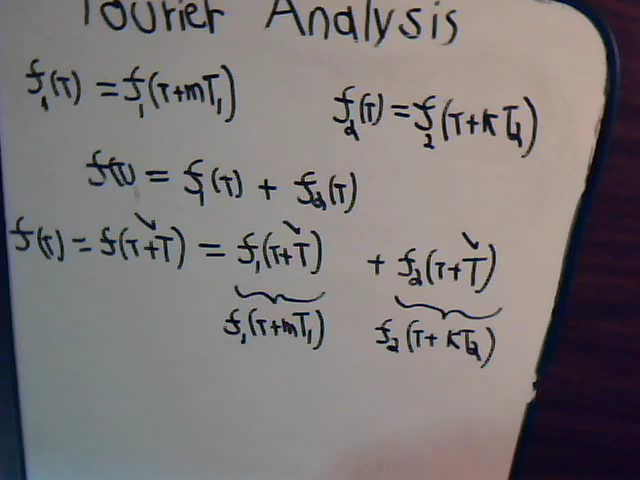 Fourier Analysis
f₁(T) = f₁(T+mT₁)
f₂(T) = f₂(T+KT₂)
f(T) = f₁(T) + f₂(T)
f(T) = f(T+T) = f₁(T+T) + f₂(T+T)
f₁(T+mT₁)
f₂(T+KT₂)